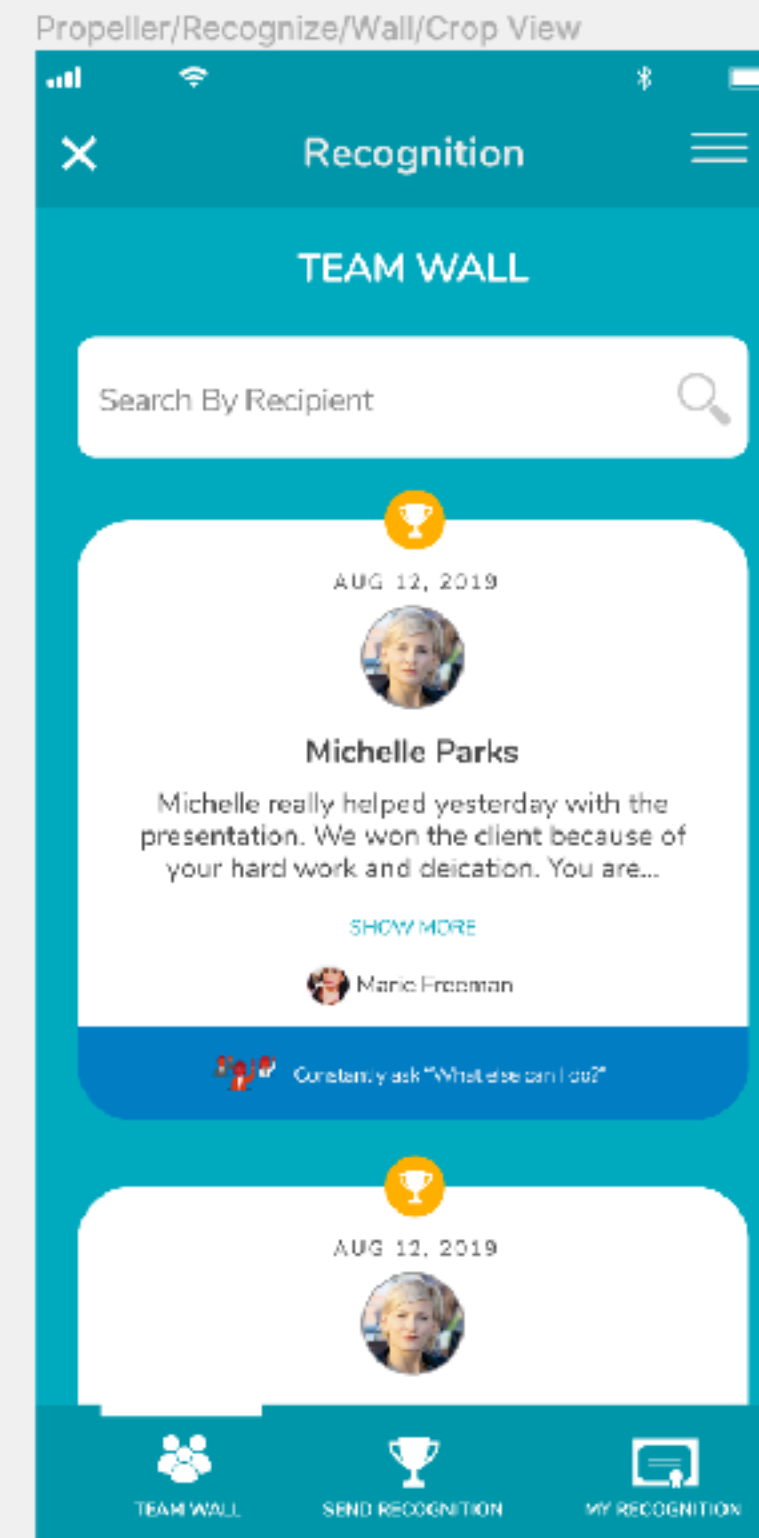 Propeller/Recognize/Wall/Crop View
Recognition
TEAM WALL
Search By Recipient
AUG 12, 2019
Michelle Parks
Michelle really helped yesterday with the
presentation. We won the client because of
your hard work and deication. You are...
SHOW MORE
Marie Freeman
Constantly ask "What else can I do?"
AUG 12, 2019
TEAM WALL
SEND RECOGNITION
MY RECOGNITION